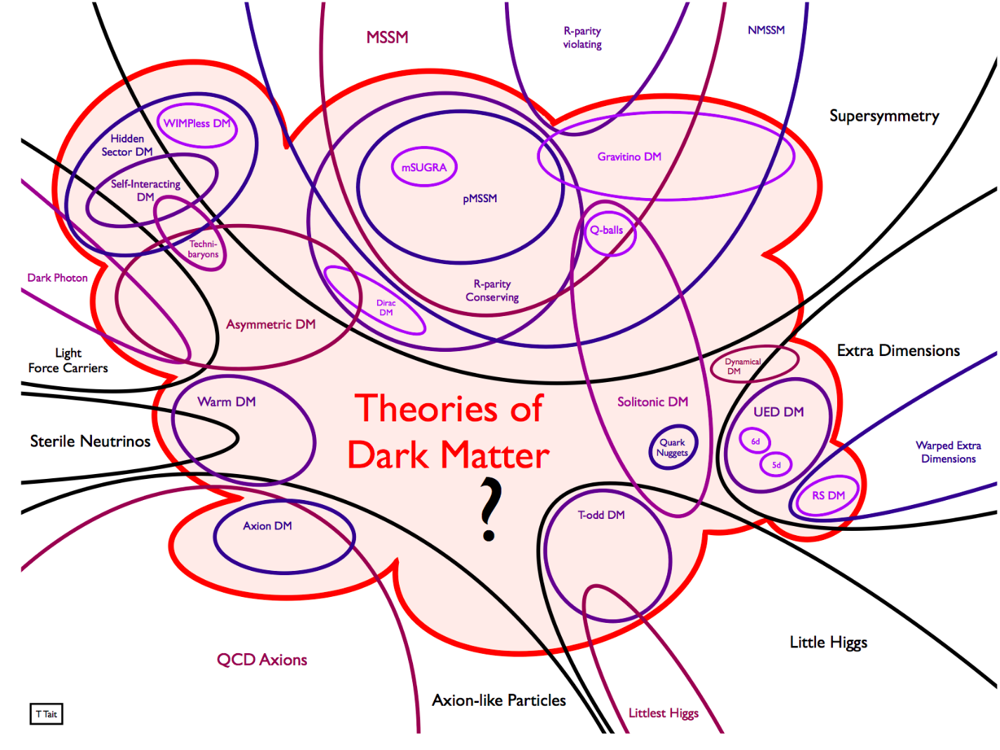 MSSM
R-parity
violating
NMSSM
Supersymmetry
WIMPless DM
Hidden
Sector DM
Self-Interacting
DM
Techni-
baryons
mSUGRA
pMSSM
Gravitino DM
Q-balls
R-parity
Conserving
Dirac
DM
Dark Photon
Asymmetric DM
Light
Force Carriers
Extra Dimensions
Dynamical
DM
Warm DM
Theories of
Dark Matter
?
Solitonic DM
Quark
Nuggets
UED DM
6d
5d
Sterile Neutrinos
Warped Extra
Dimensions
RS DM
Axion DM
T-odd DM
QCD Axions
Axion-like Particles
Little Higgs
Littlest Higgs
T Tait